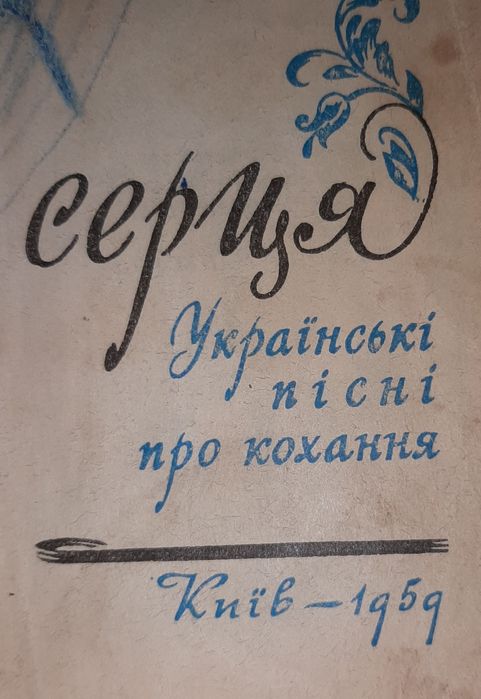 серця
Українські
пісні
про кохання
Київ – 1959